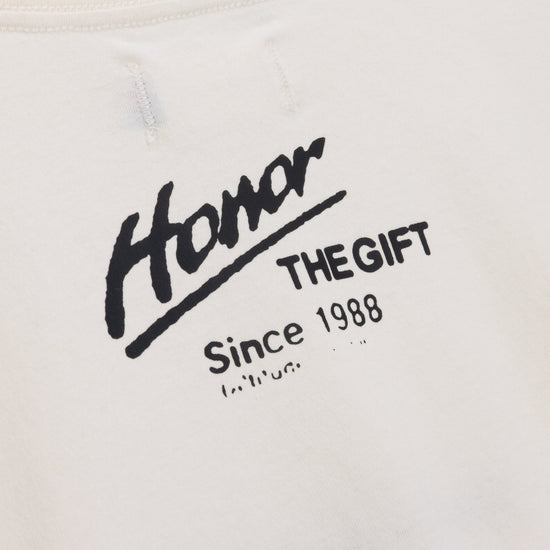 Honor
THE GIFT
Since 1988